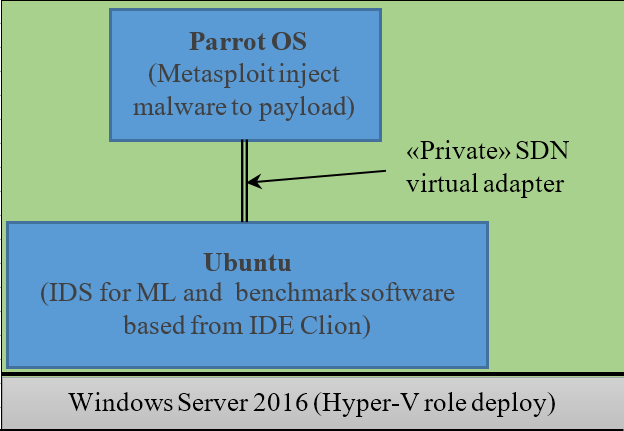 Parrot OS
(Metasploit inject
malware to payload)
«Private» SDN
virtual adapter
Ubuntu
(IDS for ML and benchmark software
based from IDE Clion)
Windows Server 2016 (Hyper-V role deploy)